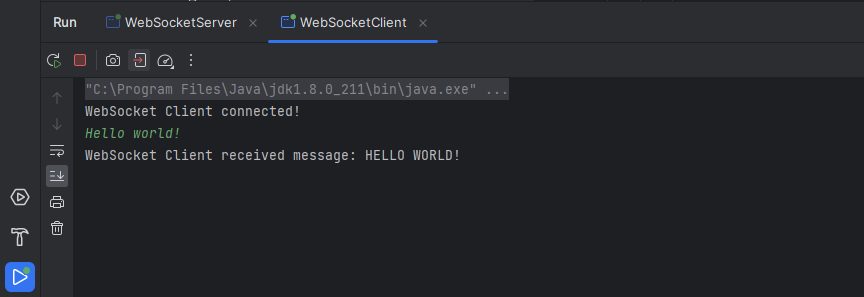 Run WebSocketServer WebSocketClient
"C:\Program Files\Java\jdk1.8.0_211\bin\java.exe" ...
WebSocket Client connected!
Hello world!
WebSocket Client received message: HELLO WORLD!